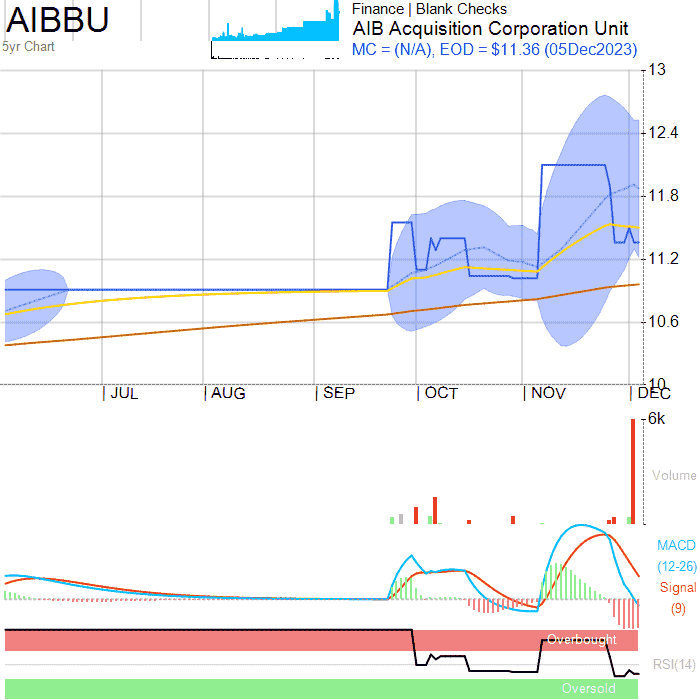 AIBBU
5yr Chart
Finance | Blank Checks
AIB Acquisition Corporation Unit
MC = (N/A), EOD = $11.36 (05Dec2023)
13
12.4
11.8
11.2
10.6
10
JUL
AUG
SEP
OCT
NOV
DEC
6k
Volume
MACD
(12-26)
Signal
(9)
Overbought
RSI(14)
Oversold